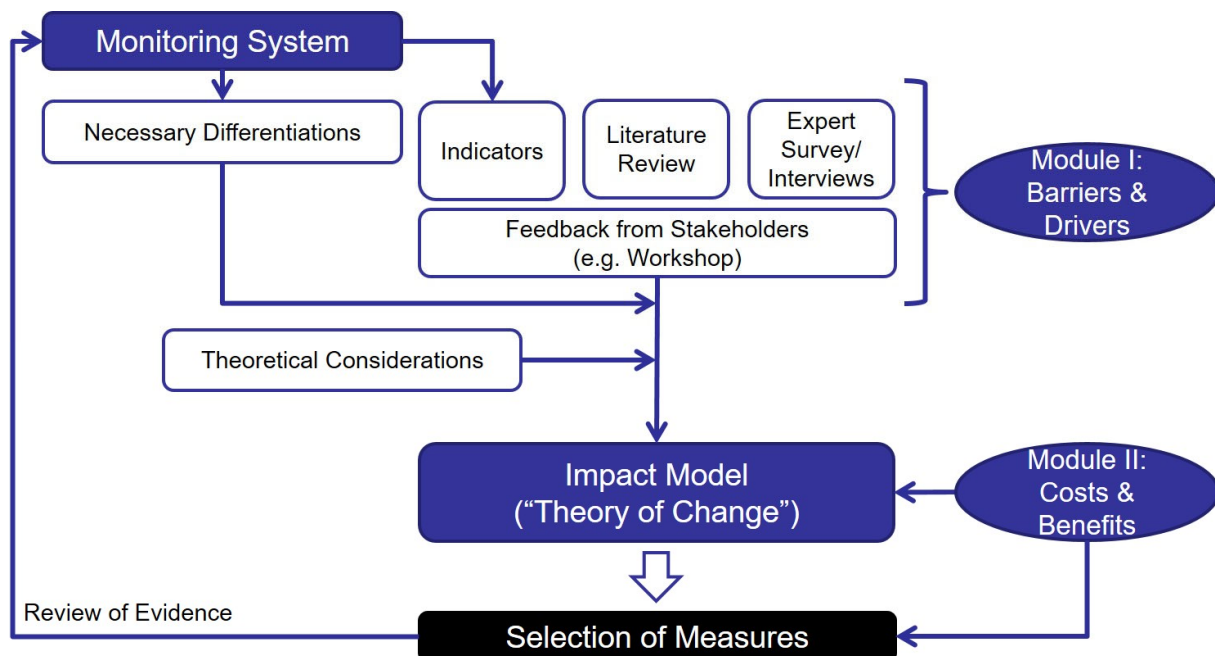 Monitoring System
Necessary Differentiations
Indicators
Literature
Review
Expert
Survey/
Interviews
Module I:
Barriers &
Drivers
Feedback from Stakeholders
(e.g. Workshop)
Theoretical Considerations
Impact Model
(“Theory of Change”)
Module II:
Costs &
Benefits
Review of Evidence
Selection of Measures